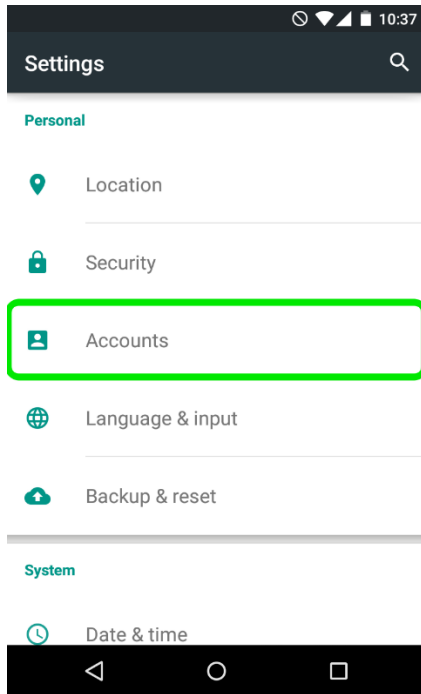 10:37
Settings
Personal
Location
Security
Accounts
Language & input
Backup & reset
System
Date & time